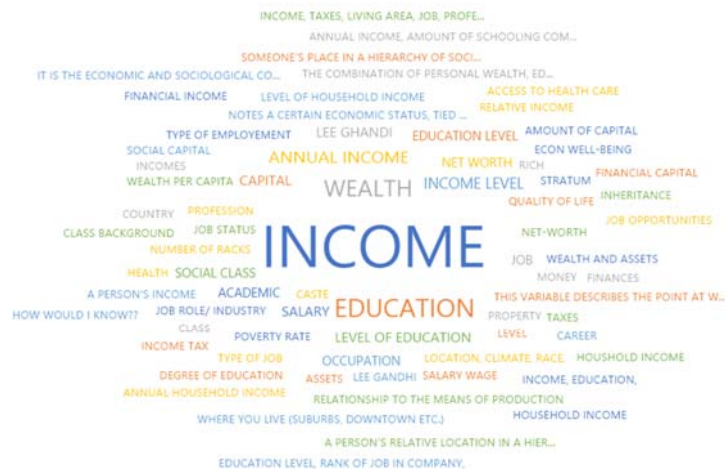 INCOME, TAXES, LIVING AREA, JOB, PROFE...
ANNUAL INCOME, AMOUNT OF SCHOOLING COM...
SOMEONE'S PLACE IN A HIERARCHY OF SOCI...
IT IS THE ECONOMIC AND SOCIOLOGICAL CO... THE COMBINATION OF PERSONAL WEALTH, ED...
ACCESS TO HEALTH CARE
FINANCIAL INCOME LEVEL OF HOUSEHOLD INCOME
RELATIVE INCOME
NOTES A CERTAIN ECONOMIC STATUS, TIED ...
TYPE OF EMPLOYEMENT LEE GHANDI EDUCATION LEVEL AMOUNT OF CAPITAL
SOCIAL CAPITAL ANNUAL INCOME ECON WELL-BEING
INCOMES NET WORTH RICH
FINANCIAL CAPITAL
WEALTH PER CAPITA CAPITAL WEALTH INCOME LEVEL STRATUM
QUALITY OF LIFE INHERITANCE
COUNTRY PROFESSION JOB OPPORTUNITIES
CLASS BACKGROUND JOB STATUS INCOME NET-WORTH
NUMBER OF RACKS JOB WEALTH AND ASSETS
HEALTH SOCIAL CLASS MONEY FINANCES
A PERSON'S INCOME ACADEMIC CASTE THIS VARIABLE DESCRIBES THE POINT AT W...
HOW WOULD I KNOW?? JOB ROLE/ INDUSTRY SALARY EDUCATION PROPERTY TAXES
CLASS POVERTY RATE LEVEL OF EDUCATION LEVEL CAREER
INCOME TAX
TYPE OF JOB OCCUPATION LOCATION, CLIMATE, RACE, HOUSHOLD INCOME
DEGREE OF EDUCATION ASSETS LEE GANDHI SALARY WAGE INCOME, EDUCATION,
ANNUAL HOUSEHOLD INCOME RELATIONSHIP TO THE MEANS OF PRODUCTION
WHERE YOU LIVE (SUBURBS, DOWNTOWN ETC.) HOUSEHOLD INCOME
A PERSON'S RELATIVE LOCATION IN A HIER...
EDUCATION LEVEL, RANK OF JOB IN COMPANY,